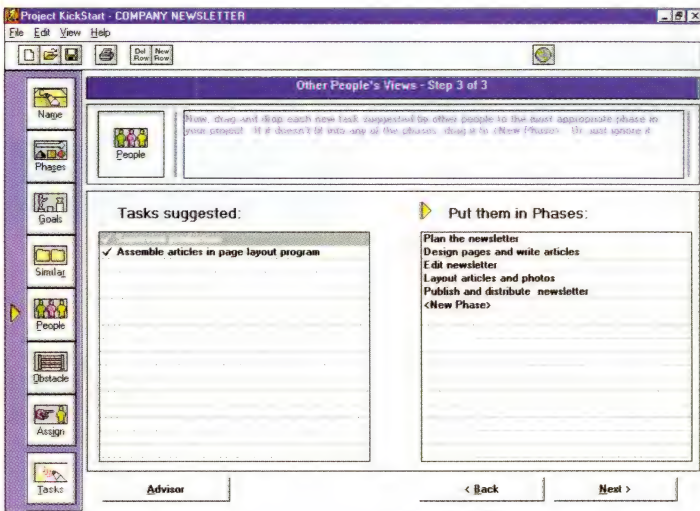 Project KickStart - COMPANY NEWSLETTER
File Edit View Help
Del Row New Row
Other People's Views - Step 3 of 3
Name
People
Now, drag and drop each new task suggested by other people to the most appropriate phase in
your project. If it doesn't fit into any of the phases, drag it to <New Phase>. Or just ignore it.
Phases
Goals
Similar
People
Obstacle
Assign
Tasks
Tasks suggested:
✓ Assemble articles in page layout program
Put them in Phases:
Plan the newsletter
Design pages and write articles
Edit newsletter
Layout articles and photos
Publish and distribute newsletter
<New Phase>
Advisor
< Back
Next >